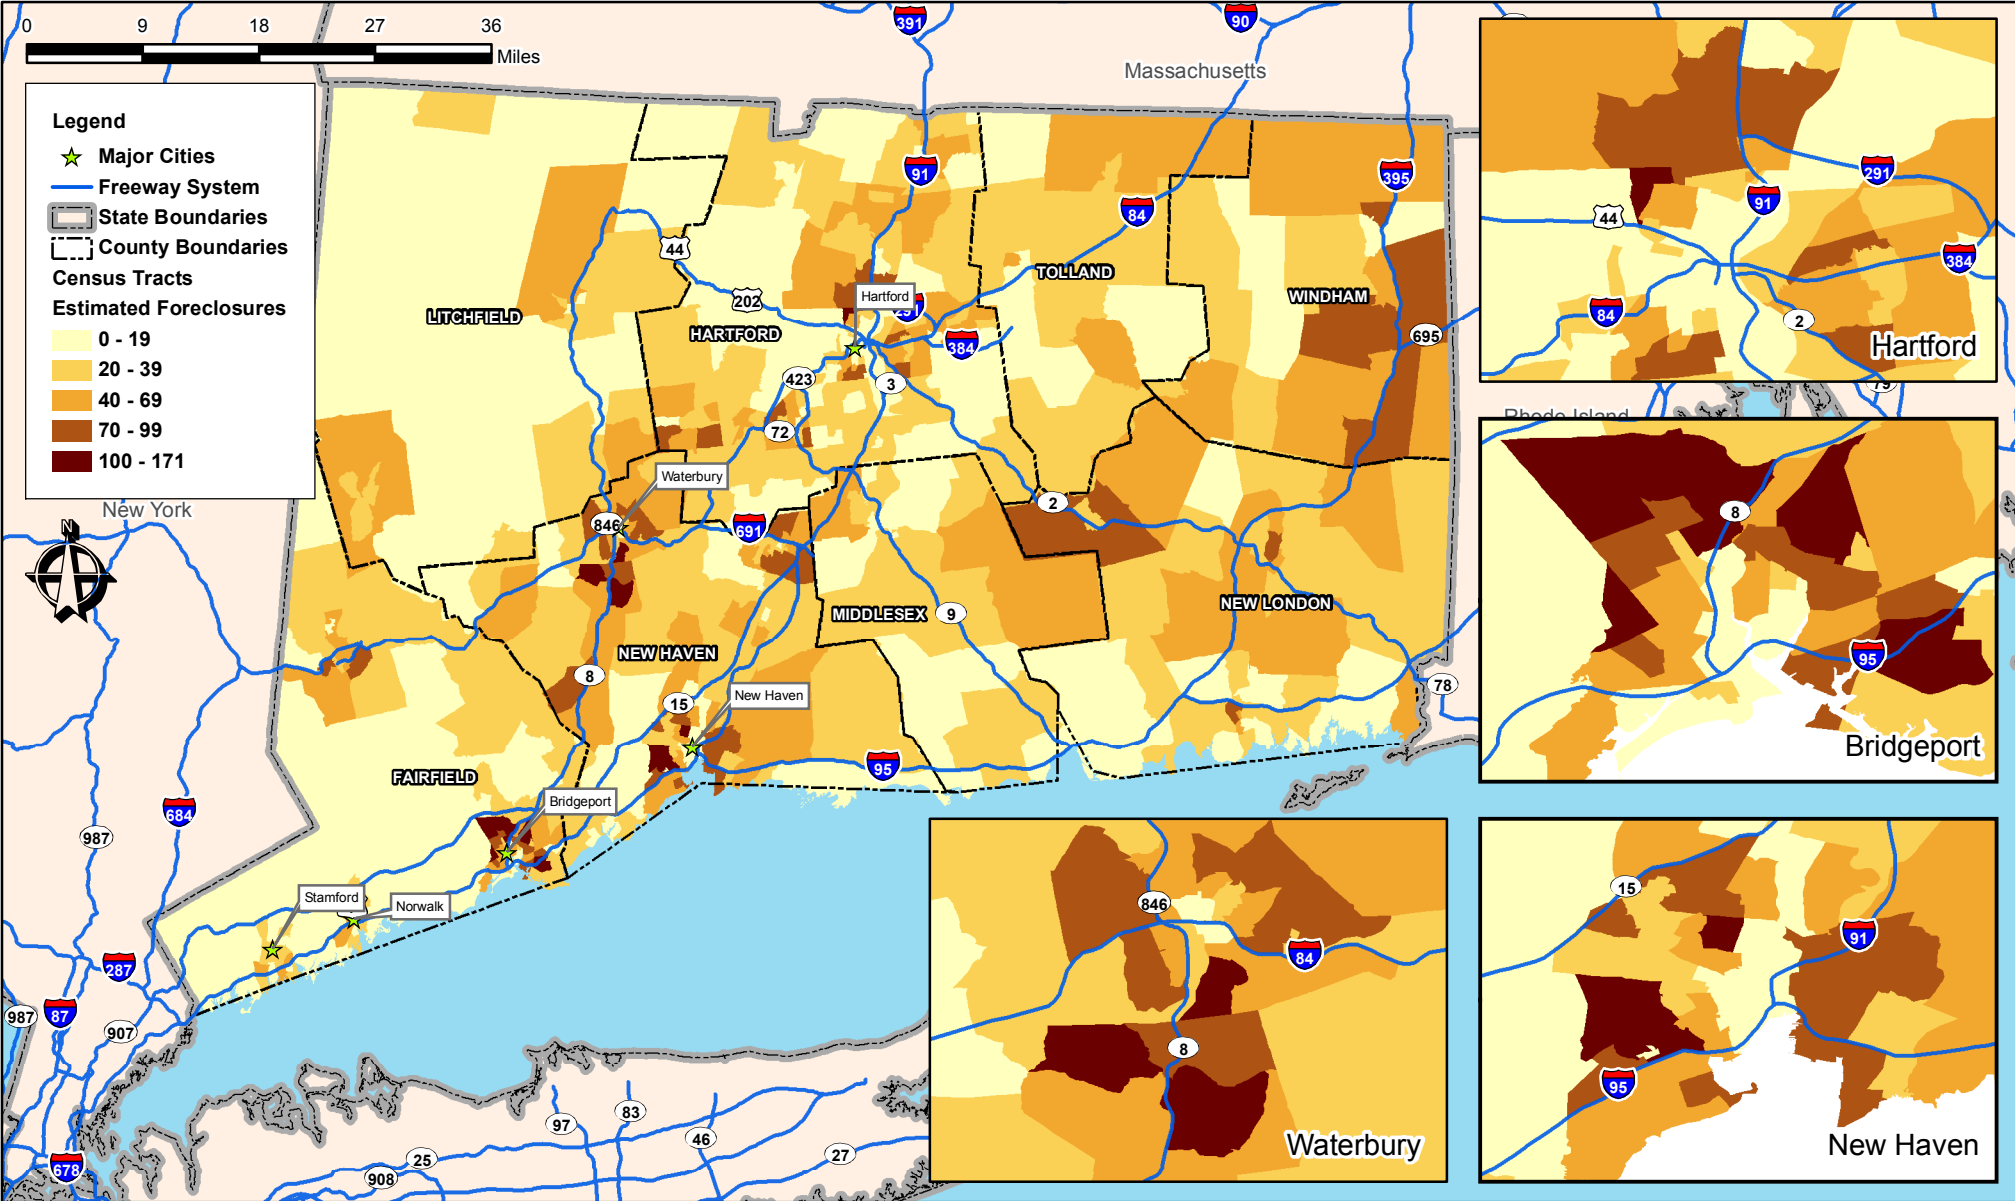 0 9 18 27 36
Miles
Legend
Major Cities
Freeway System
State Boundaries
County Boundaries
Census Tracts
Estimated Foreclosures
0 - 19
20 - 39
40 - 69
70 - 99
100 - 171
New York
N
Massachusetts
Rhode Island
391
90
91
84
395
44
202
291
384
695
423
3
72
2
846
691
9
8
15
95
78
79
684
987
287
87
987
907
678
97
83
46
25
908
27
LITCHFIELD
HARTFORD
TOLLAND
WINDHAM
NEW HAVEN
MIDDLESEX
NEW LONDON
FAIRFIELD
Hartford
Waterbury
New Haven
Bridgeport
Stamford
Norwalk
291
91
44
384
84
2
Hartford
8
95
Bridgeport
846
84
8
Waterbury
15
91
95
New Haven